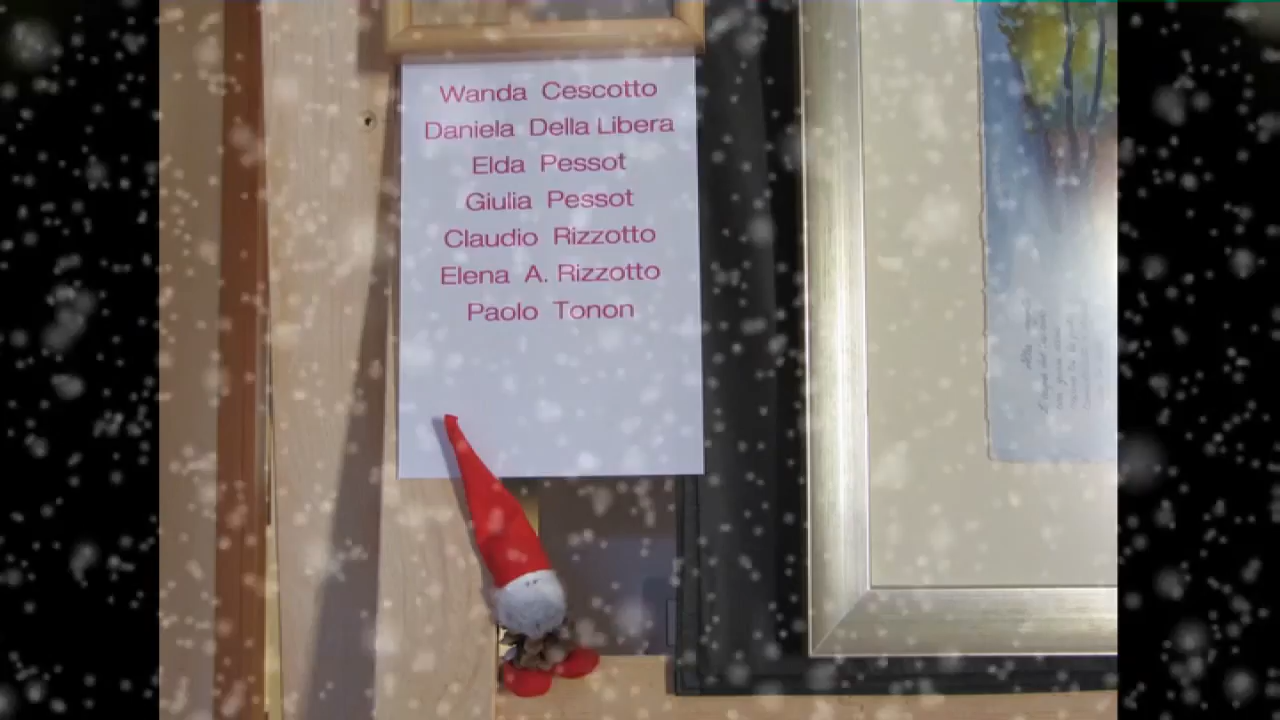 Wanda Cescotto
Daniela Della Libera
Elda Pessot
Giulia Pessot
Claudio Rizzotto
Elena A. Rizzotto
Paolo Tonon